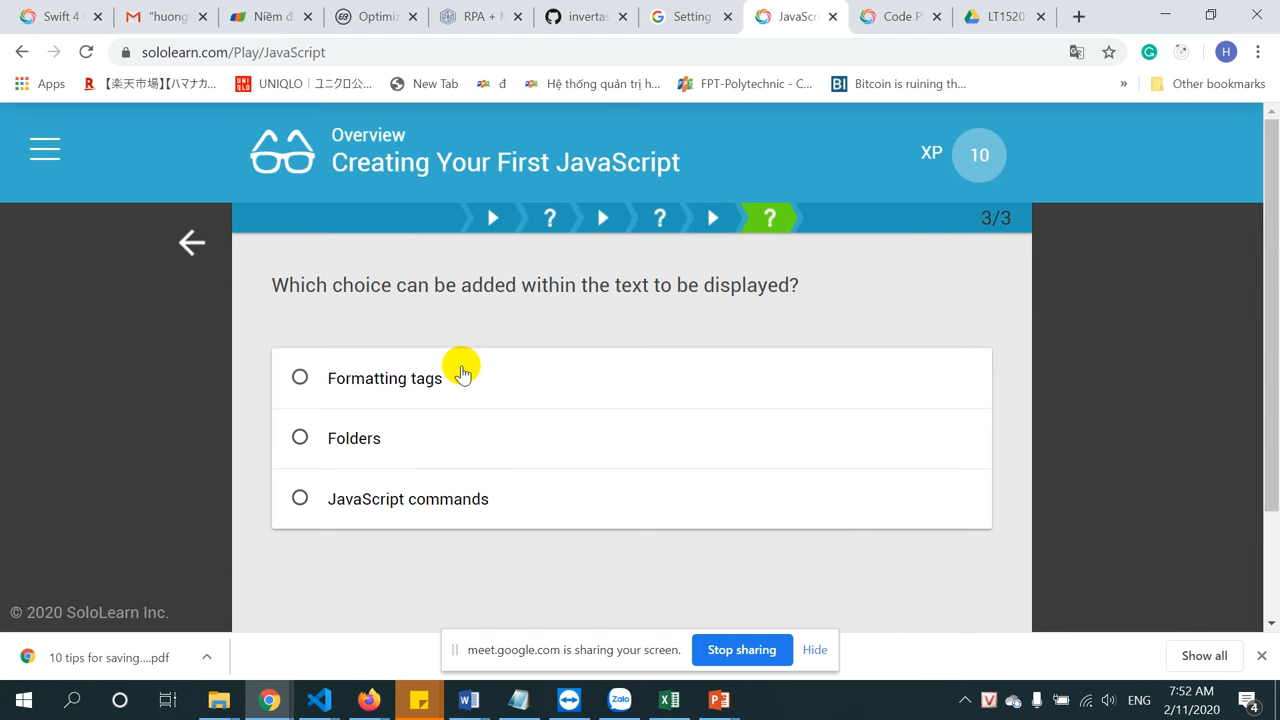 Swift 4 |
"huong
Niềm đ
Optimiz
RPA + M
invertas
Setting
JavaScri
Code P
LT1520
sololearn.com/Play/JavaScript
H
Apps
【楽天市場】【ハマナカ...
UNIQLO｜ユニクロ公...
New Tab
đ
Hệ thống quản trị h...
FPT-Polytechnic - C...
BI
Bitcoin is ruining th...
»
Other bookmarks
Overview
Creating Your First JavaScript
XP 10
? ? ?
3/3
Which choice can be added within the text to be displayed?
Formatting tags
Folders
JavaScript commands
© 2020 SoloLearn Inc.
meet.google.com is sharing your screen.
Stop sharing
Hide
10 tips for saving....pdf
Show all
Zalo
ENG
7:52 AM
2/11/2020
4